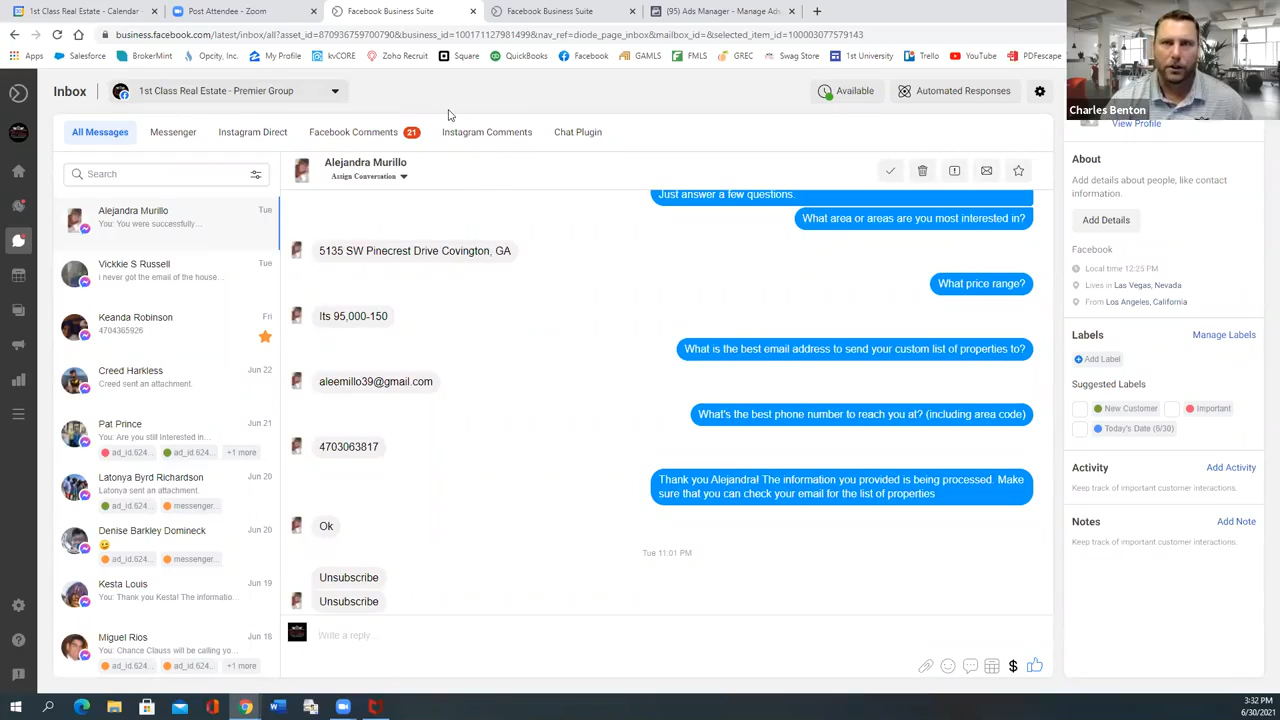 1st Class Real Estate - Calendar
Post Attendee - Zoom
Facebook Business Suite
Facebook Business Suite
(95) Ads Manager - Manage Ads
business.facebook.com/latest/inbox/all?asset_id=870936759700790&business_id=100171127981499&nav_ref=diode_page_inbox&mailbox_id=&selected_item_id=100003077579143
Apps
Salesforce
BrokerMint
Opcity, Inc.
My Profile
kvCORE
Zoho Recruit
Square
QuickBooks
Facebook
GAMLS
FMLS
GREC
Swag Store
1st University
Trello
YouTube
PDFescape
Charles Benton
Inbox
1st Class Real Estate - Premier Group
Available
Automated Responses
All Messages
Messenger
Instagram Direct
Facebook Comments 21
Instagram Comments
Chat Plugin
Search
Alejandra Murillo
Tue
You: You were successfully...
Vickkie S Russell
Tue
i never got the email of the house...
Keanda Robinson
Fri
4704365926
Creed Harkless
Jun 22
Creed sent an attachment.
Pat Prince
Jun 21
You: Are you still Interested in...
ad_id.624...
ad_id.624...
+1 more
Latonya Byrd Richardson
Jun 20
Latonya sent an attachment.
ad_id.624...
messenger...
Denise Barkley Domineck
Jun 20
ad_id.624...
messenger...
Kesta Louis
Jun 19
You: Thank you Kesta! The informatio...
Miguel Rios
Jun 18
You: Chance Clauss will be calling yo...
ad_id.624...
ad_id.624...
+1 more
Alejandra Murillo
Assign Conversation
Just answer a few questions.
What area or areas are you most interested in?
5135 SW Pinecrest Drive Covington, GA
What price range?
Its 95,000-150
What is the best email address to send your custom list of properties to?
aleemillo39@gmail.com
What's the best phone number to reach you at? (including area code)
4703063817
Thank you Alejandra! The information you provided is being processed. Make
sure that you can check your email for the list of properties
Ok
Tue 11:01 PM
Unsubscribe
Unsubscribe
Write a reply...
View Profile
About
Add details about people, like contact
information.
Add Details
Facebook
Local time 12:25 PM
Lives in Las Vegas, Nevada
From Los Angeles, California
Labels
Manage Labels
Add Label
Suggested Labels
New Customer
Important
Today's Date (6/30)
Activity
Add Activity
Keep track of important customer interactions.
Notes
Add Note
Keep track of important customer interactions.
3:32 PM
6/30/2021